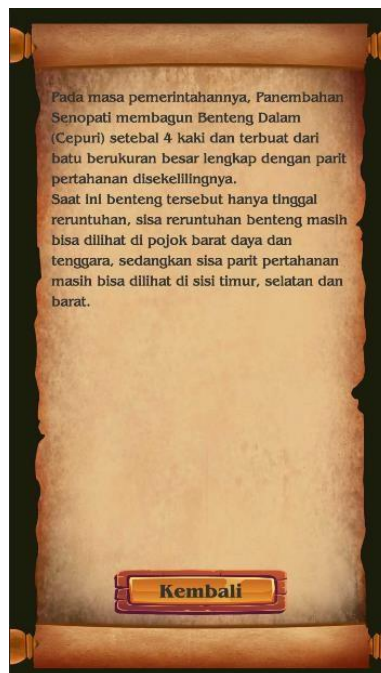 Pada masa pemerintahannya, Panembahan
Senopati membagun Benteng Dalam
(Cepuri) setebal 4 kaki dan terbuat dari
batu berukuran besar lengkap dengan parit
pertahanan disekelilingnya.
Saat ini benteng tersebut hanya tinggal
reruntuhan, sisa reruntuhan benteng masih
bisa dilihat di pojok barat daya dan
tenggara, sedangkan sisa parit pertahanan
masih bisa dilihat di sisi timur, selatan dan
barat.
Kembali